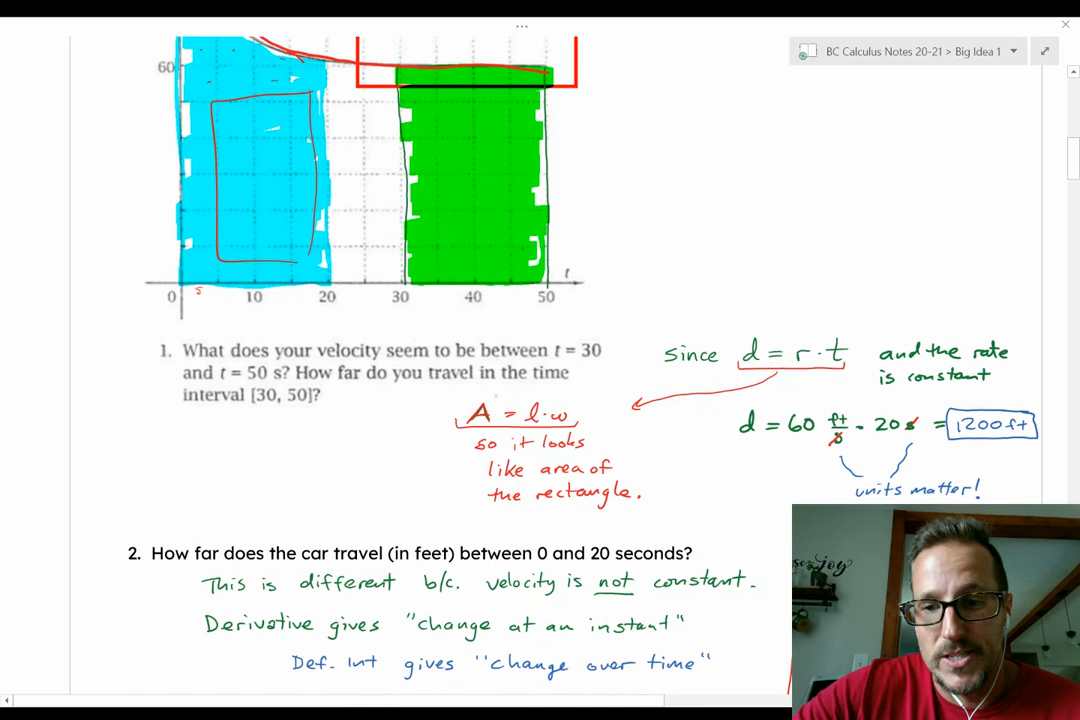 ...
BC Calculus Notes 20-21 > Big Idea 1
60
t
0 5 10 20 30 40 50
1. What does your velocity seem to be between t = 30
and t = 50 s? How far do you travel in the time
interval [30, 50]?
since d = r · t and the rate
is constant
A = l·w
so it looks
like area of
the rectangle.
d = 60 ft/s · 20s = 1200ft
units matter!
joy
2. How far does the car travel (in feet) between 0 and 20 seconds?
This is different b/c. velocity is not constant.
Derivative gives "change at an instant"
Def. Int gives "change over time"